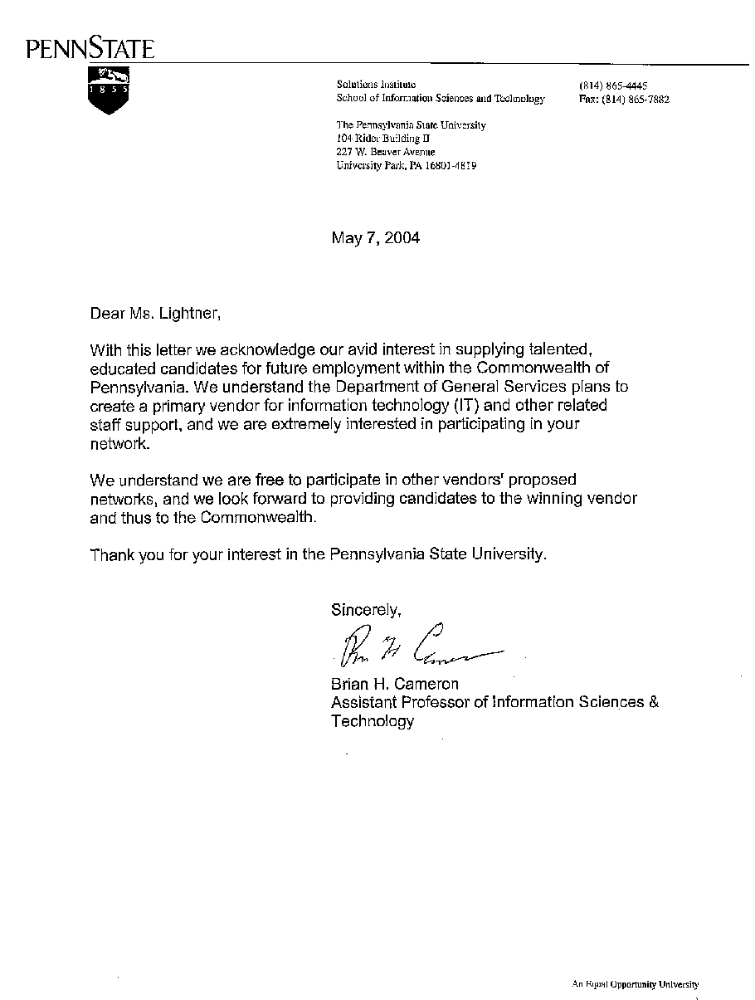 PENNSTATE
1 8 5 5
Solutions Institute
School of Information Sciences and Technology
(814) 865-4445
Fax: (814) 865-7882
The Pennsylvania State University
104 Rider Building II
227 W. Beaver Avenue
University Park, PA 16801-4819
May 7, 2004
Dear Ms. Lightner,
With this letter we acknowledge our avid interest in supplying talented,
educated candidates for future employment within the Commonwealth of
Pennsylvania. We understand the Department of General Services plans to
create a primary vendor for information technology (IT) and other related
staff support, and we are extremely interested in participating in your
network.
We understand we are free to participate in other vendors' proposed
networks, and we look forward to providing candidates to the winning vendor
and thus to the Commonwealth.
Thank you for your interest in the Pennsylvania State University.
Sincerely,
Brian H. Cameron
Assistant Professor of Information Sciences &
Technology
An Equal Opportunity University